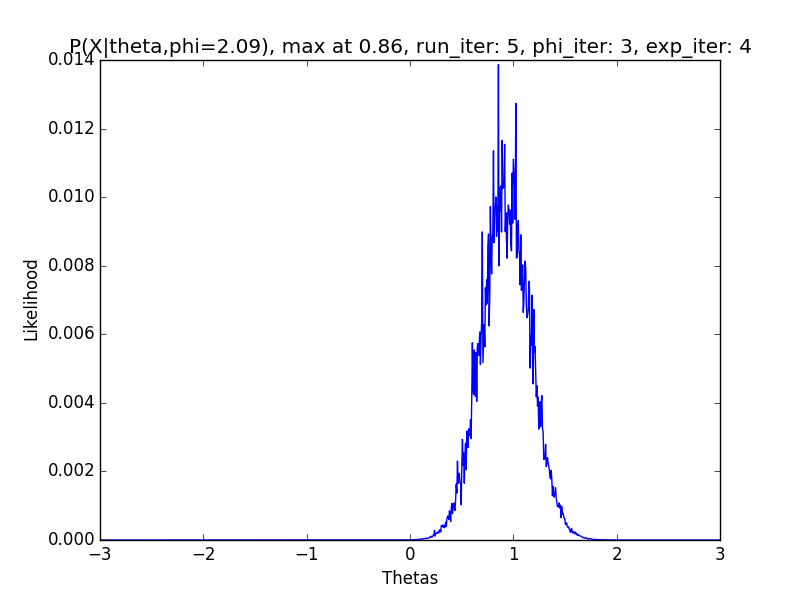 P(X|theta,phi=2.09), max at 0.86, run_iter: 5, phi_iter: 3, exp_iter: 4
0.014
0.012
0.010
0.008
0.006
0.004
0.002
0.000
Likelihood
−3 −2 −1 0 1 2 3
Thetas